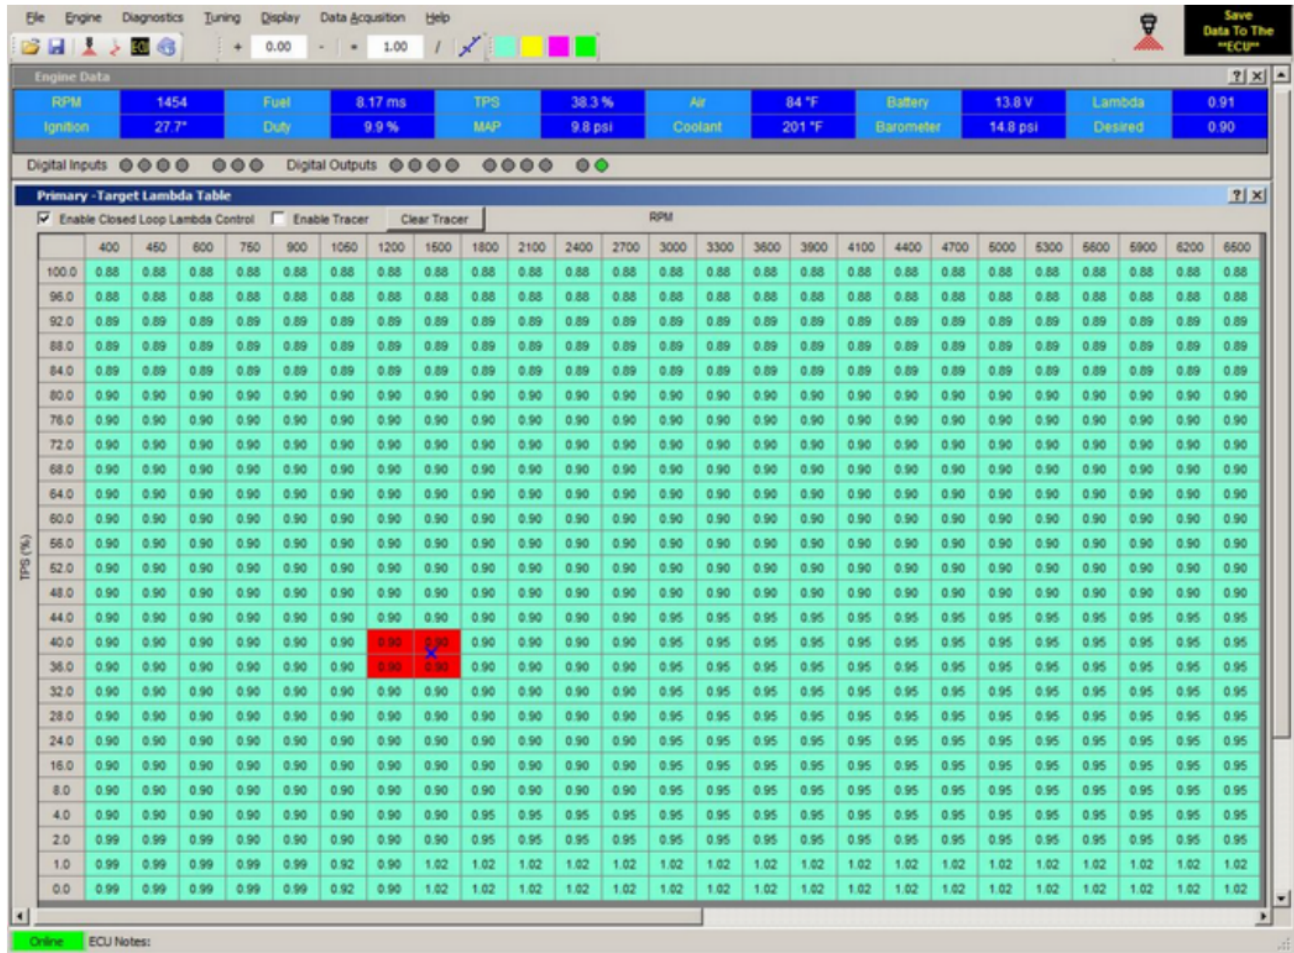 File Engine Diagnostics Tuning Display Data Acqusition Help
Save
Data To The
**ECU**
ECU + 0.00 - = 1.00 /
Engine Data
RPM 1454 Fuel 8.17 ms TPS 38.3 % Air 84 °F Battery 13.8 V Lambda 0.91
Ignition 27.7° Duty 9.9 % MAP 9.8 psi Coolant 201 °F Barometer 14.8 psi Desired 0.90
Digital Inputs Digital Outputs
Primary -Target Lambda Table
Enable Closed Loop Lambda Control Enable Tracer Clear Tracer RPM
400 450 600 750 900 1050 1200 1500 1800 2100 2400 2700 3000 3300 3600 3900 4100 4400 4700 5000 5300 5600 5900 6200 6500
100.0 0.88 0.88 0.88 0.88 0.88 0.88 0.88 0.88 0.88 0.88 0.88 0.88 0.88 0.88 0.88 0.88 0.88 0.88 0.88 0.88 0.88 0.88 0.88 0.88 0.88
96.0 0.88 0.88 0.88 0.88 0.88 0.88 0.88 0.88 0.88 0.88 0.88 0.88 0.88 0.88 0.88 0.88 0.88 0.88 0.88 0.88 0.88 0.88 0.88 0.88 0.88
92.0 0.89 0.89 0.89 0.89 0.89 0.89 0.89 0.89 0.89 0.89 0.89 0.89 0.89 0.89 0.89 0.89 0.89 0.89 0.89 0.89 0.89 0.89 0.89 0.89 0.89
88.0 0.89 0.89 0.89 0.89 0.89 0.89 0.89 0.89 0.89 0.89 0.89 0.89 0.89 0.89 0.89 0.89 0.89 0.89 0.89 0.89 0.89 0.89 0.89 0.89 0.89
84.0 0.89 0.89 0.89 0.89 0.89 0.89 0.89 0.89 0.89 0.89 0.89 0.89 0.89 0.89 0.89 0.89 0.89 0.89 0.89 0.89 0.89 0.89 0.89 0.89 0.89
80.0 0.90 0.90 0.90 0.90 0.90 0.90 0.90 0.90 0.90 0.90 0.90 0.90 0.90 0.90 0.90 0.90 0.90 0.90 0.90 0.90 0.90 0.90 0.90 0.90 0.90
76.0 0.90 0.90 0.90 0.90 0.90 0.90 0.90 0.90 0.90 0.90 0.90 0.90 0.90 0.90 0.90 0.90 0.90 0.90 0.90 0.90 0.90 0.90 0.90 0.90 0.90
72.0 0.90 0.90 0.90 0.90 0.90 0.90 0.90 0.90 0.90 0.90 0.90 0.90 0.90 0.90 0.90 0.90 0.90 0.90 0.90 0.90 0.90 0.90 0.90 0.90 0.90
68.0 0.90 0.90 0.90 0.90 0.90 0.90 0.90 0.90 0.90 0.90 0.90 0.90 0.90 0.90 0.90 0.90 0.90 0.90 0.90 0.90 0.90 0.90 0.90 0.90 0.90
64.0 0.90 0.90 0.90 0.90 0.90 0.90 0.90 0.90 0.90 0.90 0.90 0.90 0.90 0.90 0.90 0.90 0.90 0.90 0.90 0.90 0.90 0.90 0.90 0.90 0.90
60.0 0.90 0.90 0.90 0.90 0.90 0.90 0.90 0.90 0.90 0.90 0.90 0.90 0.90 0.90 0.90 0.90 0.90 0.90 0.90 0.90 0.90 0.90 0.90 0.90 0.90
TPS (%)
56.0 0.90 0.90 0.90 0.90 0.90 0.90 0.90 0.90 0.90 0.90 0.90 0.90 0.90 0.90 0.90 0.90 0.90 0.90 0.90 0.90 0.90 0.90 0.90 0.90 0.90
52.0 0.90 0.90 0.90 0.90 0.90 0.90 0.90 0.90 0.90 0.90 0.90 0.90 0.90 0.90 0.90 0.90 0.90 0.90 0.90 0.90 0.90 0.90 0.90 0.90 0.90
48.0 0.90 0.90 0.90 0.90 0.90 0.90 0.90 0.90 0.90 0.90 0.90 0.90 0.90 0.90 0.90 0.90 0.90 0.90 0.90 0.90 0.90 0.90 0.90 0.90 0.90
44.0 0.90 0.90 0.90 0.90 0.90 0.90 0.90 0.90 0.90 0.90 0.90 0.90 0.95 0.95 0.95 0.95 0.95 0.95 0.95 0.95 0.95 0.95 0.95 0.95 0.95
40.0 0.90 0.90 0.90 0.90 0.90 0.90 0.90 0.90 0.90 0.90 0.90 0.90 0.95 0.95 0.95 0.95 0.95 0.95 0.95 0.95 0.95 0.95 0.95 0.95 0.95
36.0 0.90 0.90 0.90 0.90 0.90 0.90 0.90 0.90 0.90 0.90 0.90 0.90 0.95 0.95 0.95 0.95 0.95 0.95 0.95 0.95 0.95 0.95 0.95 0.95 0.95
32.0 0.90 0.90 0.90 0.90 0.90 0.90 0.90 0.90 0.90 0.90 0.90 0.90 0.95 0.95 0.95 0.95 0.95 0.95 0.95 0.95 0.95 0.95 0.95 0.95 0.95
28.0 0.90 0.90 0.90 0.90 0.90 0.90 0.90 0.90 0.90 0.90 0.90 0.90 0.95 0.95 0.95 0.95 0.95 0.95 0.95 0.95 0.95 0.95 0.95 0.95 0.95
24.0 0.90 0.90 0.90 0.90 0.90 0.90 0.90 0.90 0.90 0.90 0.90 0.90 0.95 0.95 0.95 0.95 0.95 0.95 0.95 0.95 0.95 0.95 0.95 0.95 0.95
16.0 0.90 0.90 0.90 0.90 0.90 0.90 0.90 0.90 0.90 0.90 0.90 0.90 0.95 0.95 0.95 0.95 0.95 0.95 0.95 0.95 0.95 0.95 0.95 0.95 0.95
8.0 0.90 0.90 0.90 0.90 0.90 0.90 0.90 0.90 0.90 0.90 0.90 0.90 0.95 0.95 0.95 0.95 0.95 0.95 0.95 0.95 0.95 0.95 0.95 0.95 0.95
4.0 0.90 0.90 0.90 0.90 0.90 0.90 0.90 0.90 0.95 0.95 0.95 0.95 0.95 0.95 0.95 0.95 0.95 0.95 0.95 0.95 0.95 0.95 0.95 0.95 0.95
2.0 0.99 0.99 0.99 0.90 0.90 0.90 0.90 0.90 0.95 0.95 0.95 0.95 0.95 0.95 0.95 0.95 0.95 0.95 0.95 0.95 0.95 0.95 0.95 0.95 0.95
1.0 0.99 0.99 0.99 0.99 0.99 0.92 0.90 1.02 1.02 1.02 1.02 1.02 1.02 1.02 1.02 1.02 1.02 1.02 1.02 1.02 1.02 1.02 1.02 1.02 1.02
0.0 0.99 0.99 0.99 0.99 0.99 0.92 0.90 1.02 1.02 1.02 1.02 1.02 1.02 1.02 1.02 1.02 1.02 1.02 1.02 1.02 1.02 1.02 1.02 1.02 1.02
Online ECU Notes: